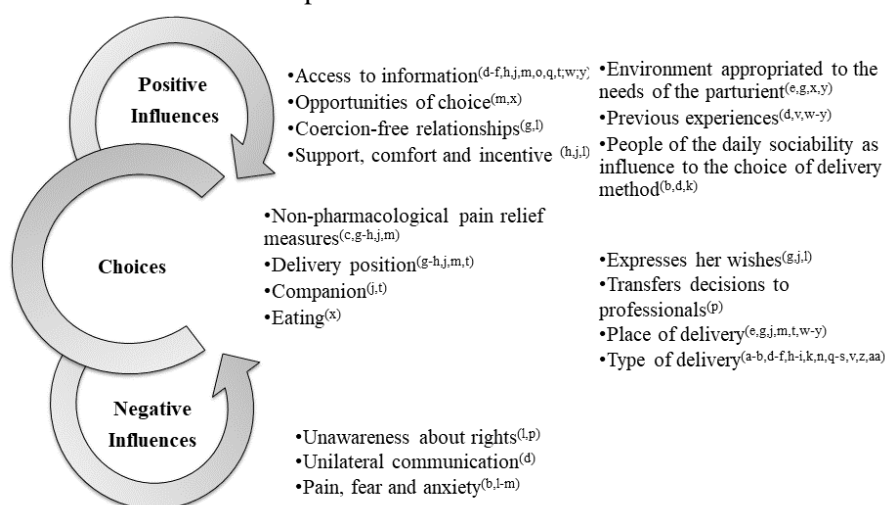 Positive
Influences
•Access to information(d-f,h,j,m,o,q,t;w;y)
•Opportunities of choice(m,x)
•Coercion-free relationships(g,l)
•Support, comfort and incentive (h,j,l)
•Environment appropriated to the
needs of the parturient(e,g,x,y)
•Previous experiences(d,v,w-y)
•People of the daily sociability as
influence to the choice of delivery
method(b,d,k)
Choices
•Non-pharmacological pain relief
measures(c,g-h,j,m)
•Delivery position(g-h,j,m,t)
•Companion(j,t)
•Eating(x)
•Expresses her wishes(g,j,l)
•Transfers decisions to
professionals(p)
•Place of delivery(e,g,j,m,t,w-y)
•Type of delivery(a-b,d-f,h-i,k,n,q-s,v,z,aa)
Negative
Influences
•Unawareness about rights(l,p)
•Unilateral communication(d)
•Pain, fear and anxiety(b,l-m)